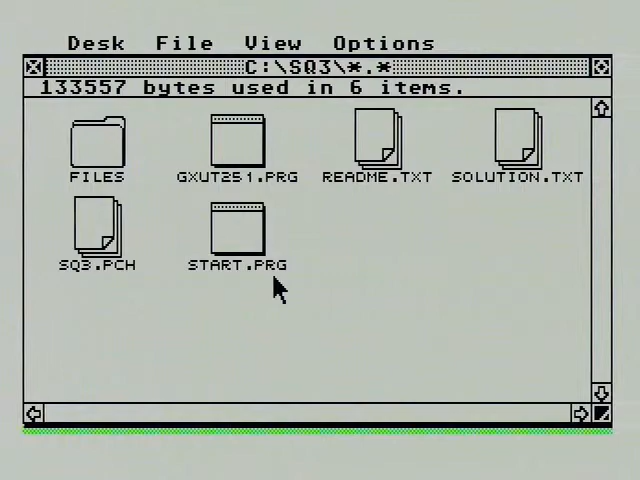 Desk File View Options
C:\SQ3\*.*
133557 bytes used in 6 items.
FILES GXUT251.PRG README.TXT SOLUTION.TXT
SQ3.PCH START.PRG